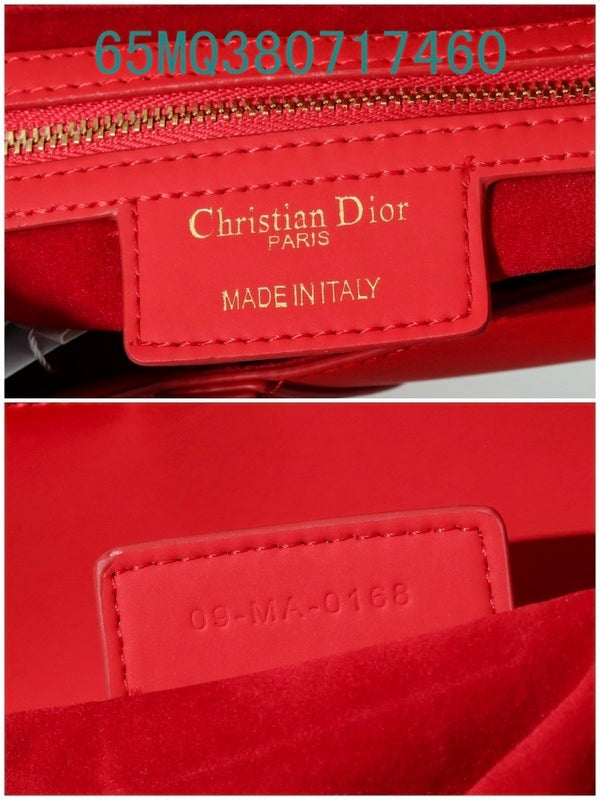 65MQ380717460
Christian Dior
PARIS
MADE IN ITALY
09-MA-0168